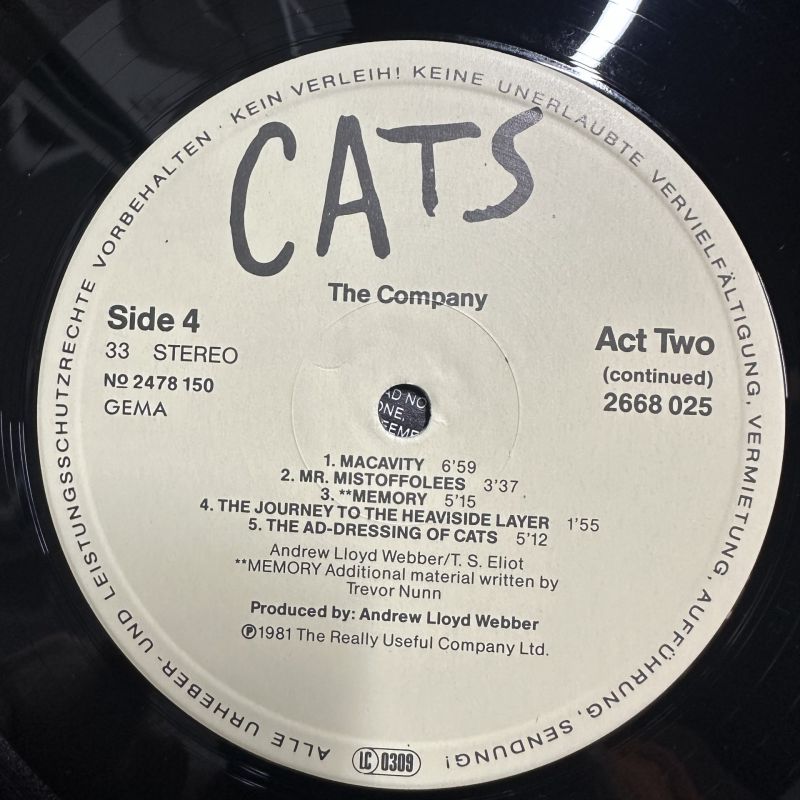 ALLE URHEBER- UND LEISTUNGSSCHUTZRECHTE VORBEHALTEN · KEIN VERLEIH! KEINE UNERLAUBTE VERVIELFÄLTIGUNG, VERMIETUNG, AUFFÜHRUNG, SENDUNG!
CATS
The Company
Side 4
33 STEREO
Nº 2478 150
GEMA
Act Two
(continued)
2668 025
AD NO
ONE,
EEME
1. MACAVITY 6'59
2. MR. MISTOFFOLEES 3'37
3. **MEMORY 5'15
4. THE JOURNEY TO THE HEAVISIDE LAYER 1'55
5. THE AD-DRESSING OF CATS 5'12
Andrew Lloyd Webber/T. S. Eliot
**MEMORY Additional material written by
Trevor Nunn
Produced by: Andrew Lloyd Webber
℗1981 The Really Useful Company Ltd.
LC 0309